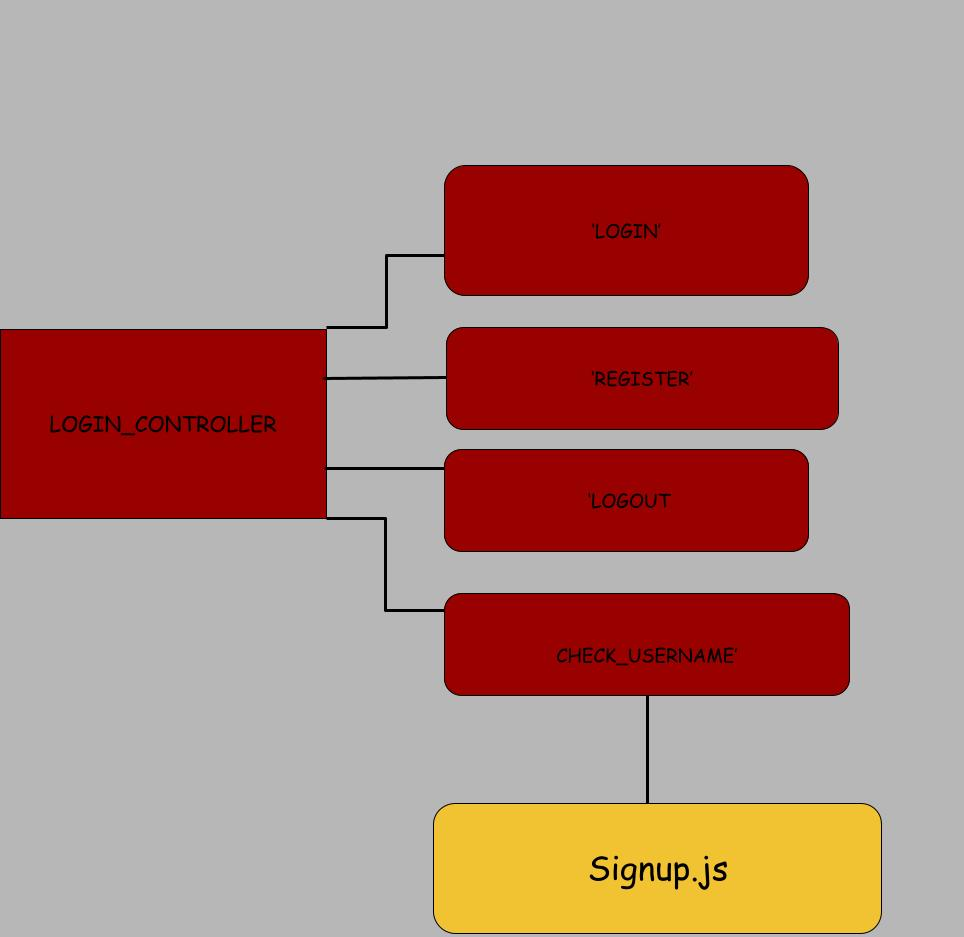 'LOGIN'
'REGISTER'
LOGIN_CONTROLLER
'LOGOUT
CHECK_USERNAME'
Signup.js